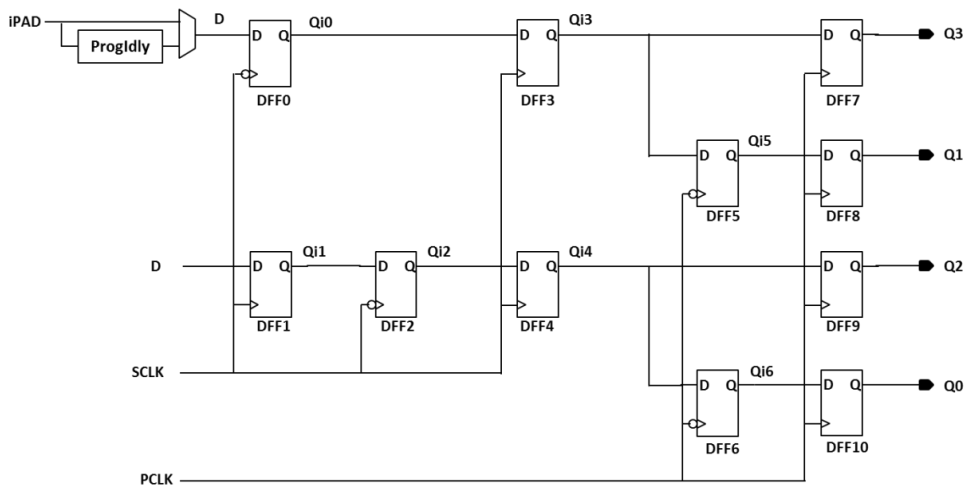 iPAD D Qi0 Qi3 Q3
D Q D Q D Q
ProgIdly
DFF0 DFF3 DFF7
Qi5 Q1
D Q D Q
DFF5 DFF8
D Qi1 Qi2 Qi4 Q2
D Q D Q D Q D Q
DFF1 DFF2 DFF4 DFF9
SCLK Qi6 Q0
D Q D Q
DFF6 DFF10
PCLK